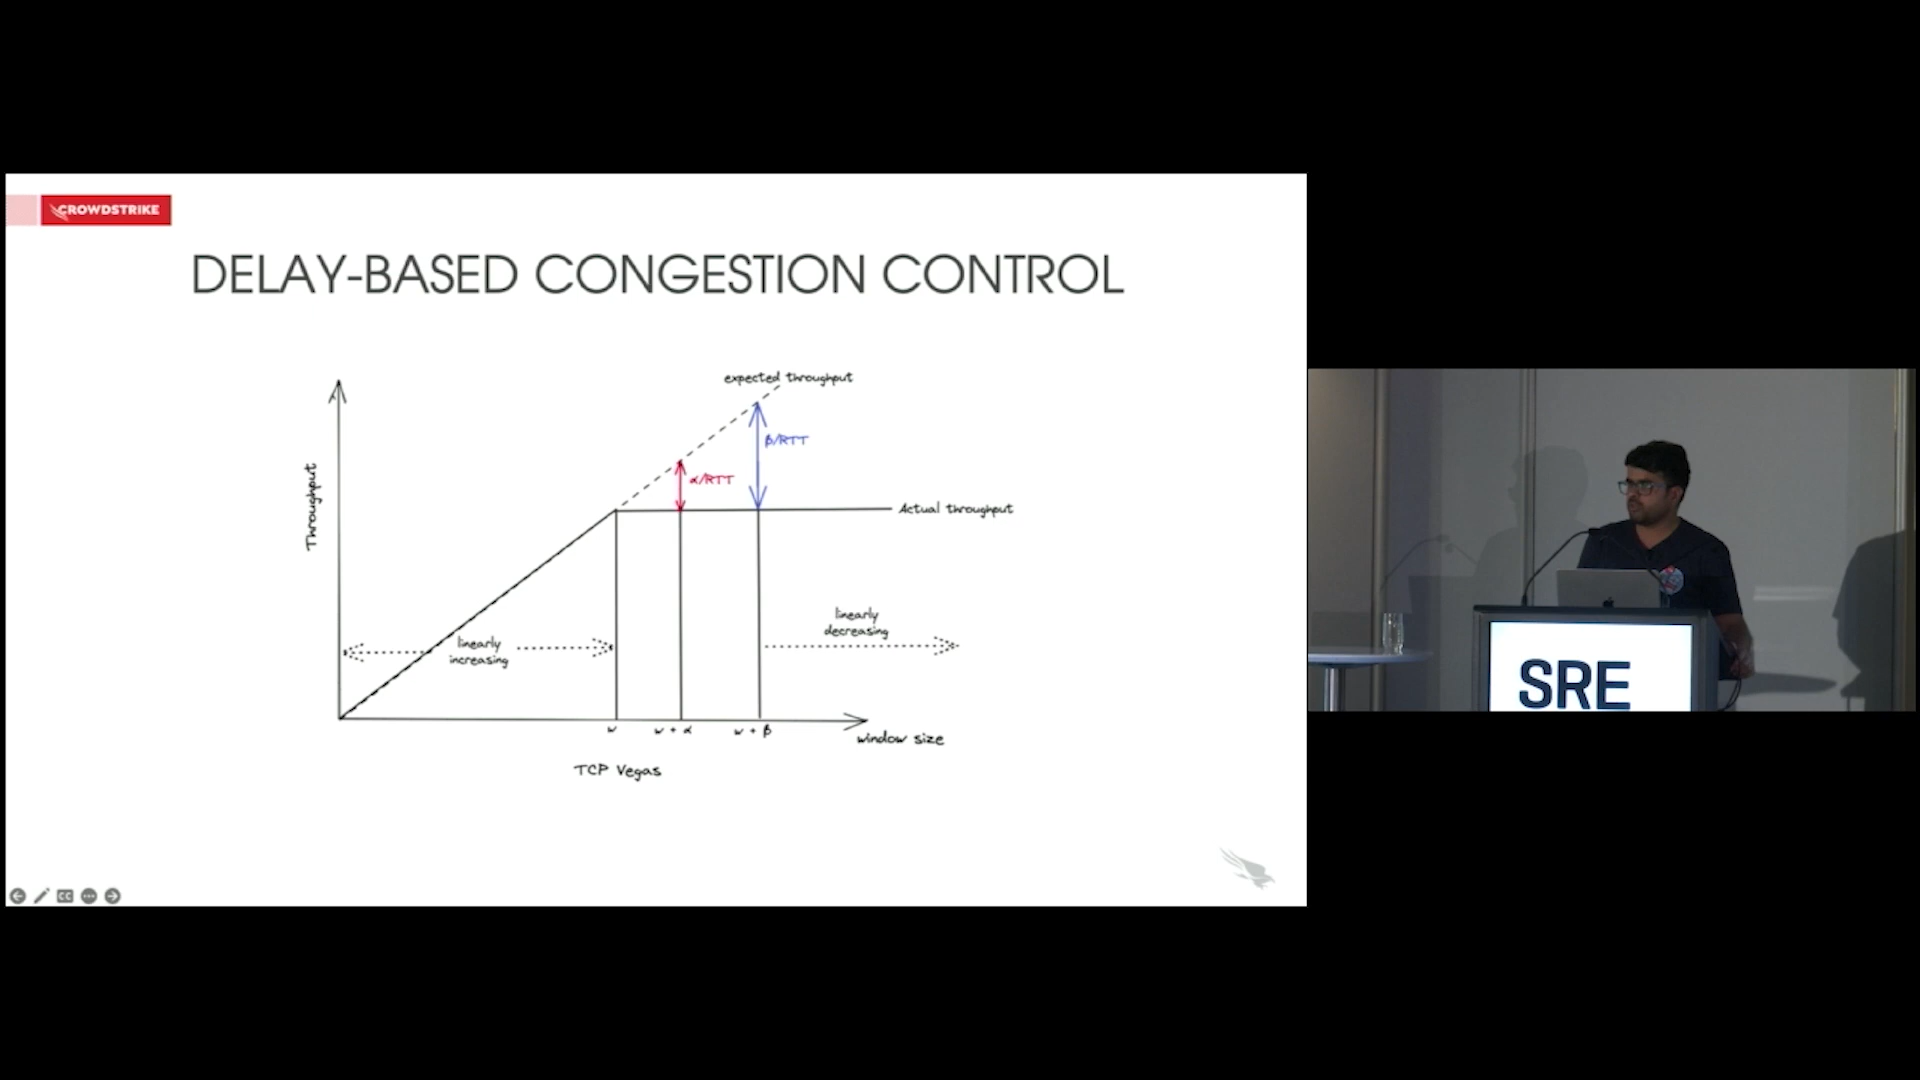 CROWDSTRIKE
DELAY-BASED CONGESTION CONTROL
expected throughput
β/RTT
α/RTT
Throughput
Actual throughput
linearly
increasing
linearly
decreasing
w
w + α
w + β
window size
TCP Vegas
CC
SRE